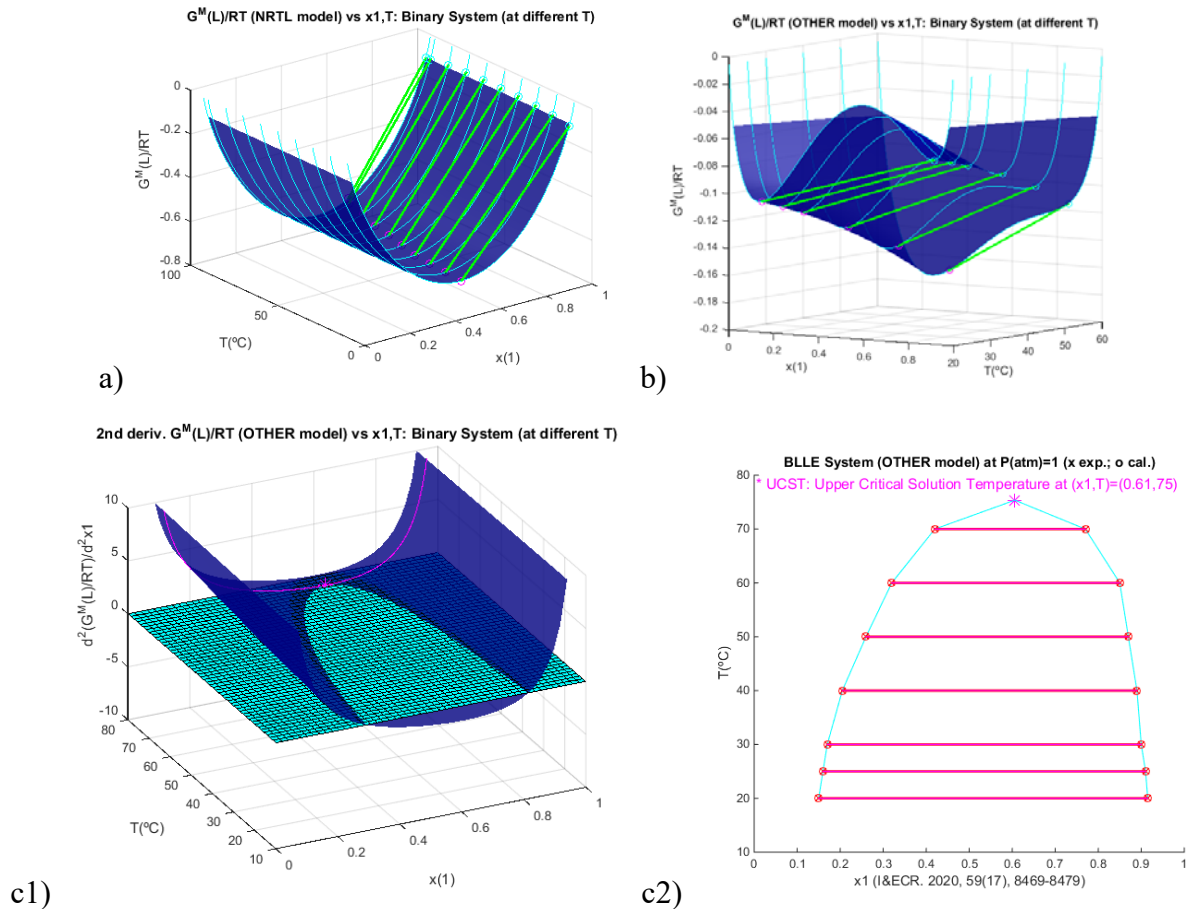 G^M(L)/RT (NRTL model) vs x1,T: Binary System (at different T)
0
-0.2
-0.4
-0.6
-0.8
G^M(L)/RT
100
50
0
T(ºC)
0
0.2
0.4
0.6
0.8
1
x(1)
a)
G^M(L)/RT (OTHER model) vs x1,T: Binary System (at different T)
0
-0.02
-0.04
-0.06
-0.08
-0.1
-0.12
-0.14
-0.16
-0.18
-0.2
G^M(L)/RT
0
0.2
0.4
0.6
0.8
x(1)
20
30
40
50
60
T(ºC)
b)
2nd deriv. G^M(L)/RT (OTHER model) vs x1,T: Binary System (at different T)
10
5
0
-5
-10
d²(G^M(L)/RT)/d²x1
80
70
60
50
40
30
20
10
T(ºC)
0
0.2
0.4
0.6
0.8
1
x(1)
c1)
BLLE System (OTHER model) at P(atm)=1 (x exp.; o cal.)
* UCST: Upper Critical Solution Temperature at (x1,T)=(0.61,75)
80
70
60
50
40
30
20
10
T(ºC)
0 0.1 0.2 0.3 0.4 0.5 0.6 0.7 0.8 0.9 1
x1 (I&ECR. 2020, 59(17), 8469-8479)
c2)